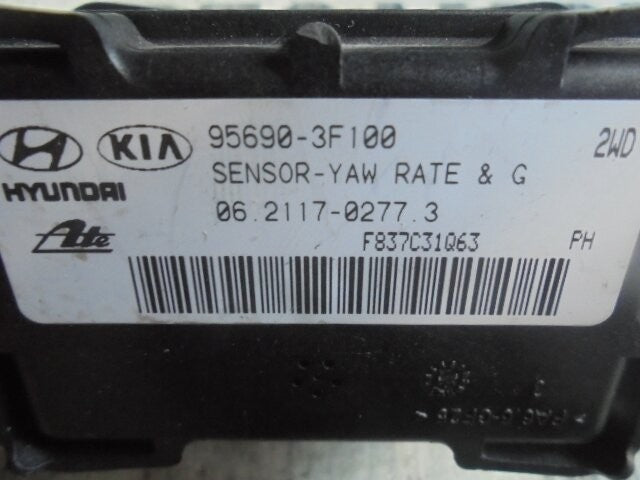 HYUNDAI
KIA
95690-3F100
2WD
SENSOR-YAW RATE & G
Ate
06.2117-0277.3
F837C31Q63
PH